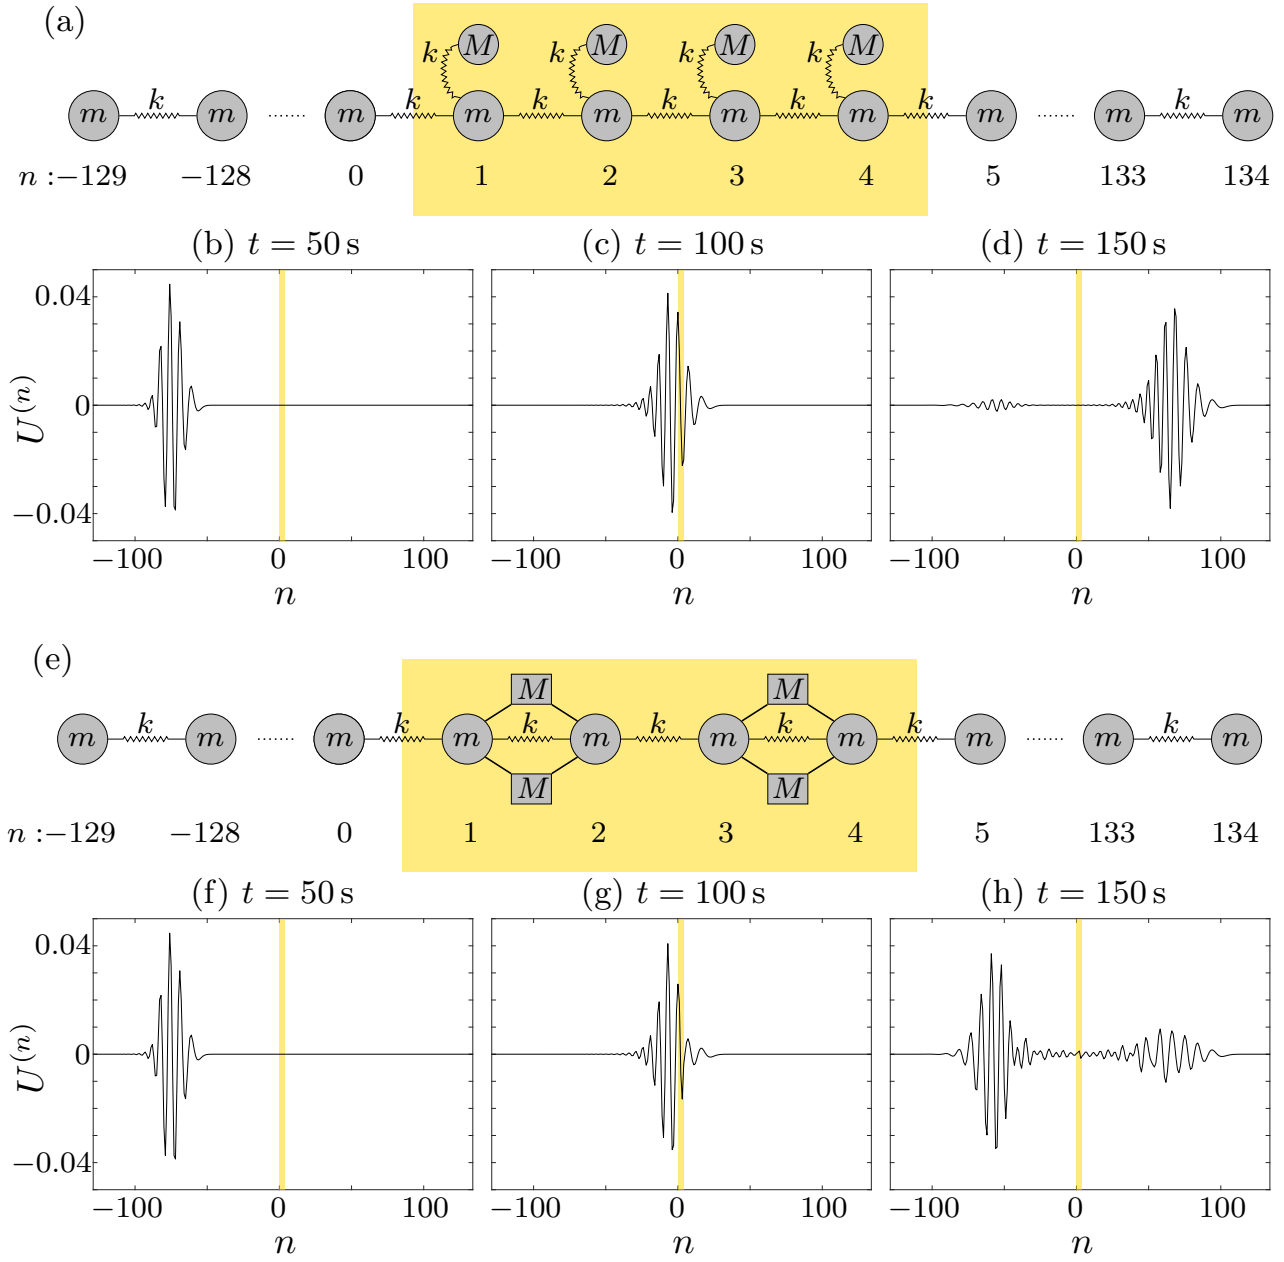 (a)
M M M M
k k k k
m k m ...... m k m k m k m k m k m ...... m k m
n :−129 −128 0 1 2 3 4 5 133 134
(b) t = 50 s (c) t = 100 s (d) t = 150 s
0.04
0
−0.04
U(n)
−100 0 100 −100 0 100 −100 0 100
n n n
(e)
M M
m k m ...... m k m k m k m k m k m ...... m k m
M M
n :−129 −128 0 1 2 3 4 5 133 134
(f) t = 50 s (g) t = 100 s (h) t = 150 s
0.04
0
−0.04
U(n)
−100 0 100 −100 0 100 −100 0 100
n n n